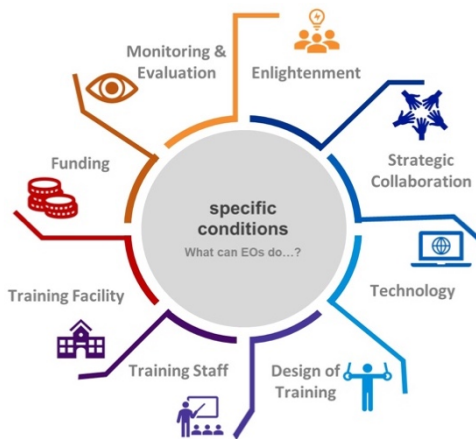 Monitoring &
Evaluation
Enlightenment
Funding
Strategic
Collaboration
specific
conditions
What can EOs do…?
Training Facility
Technology
Training Staff
Design of
Training